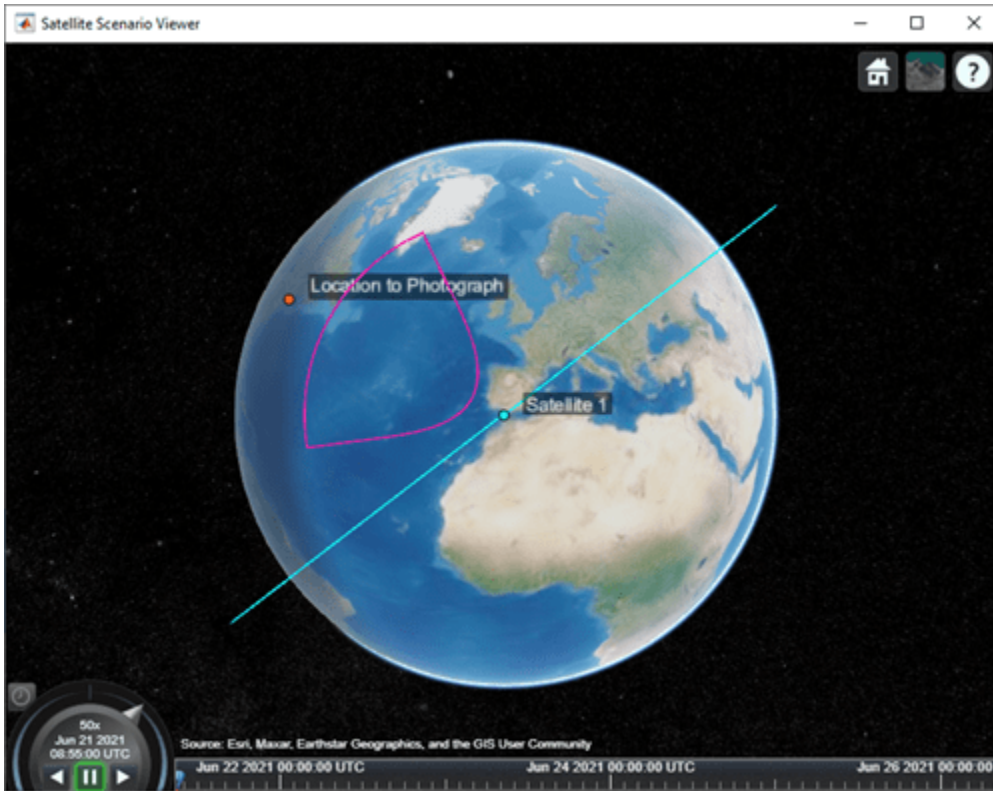 Satellite Scenario Viewer
?
Location to Photograph
Satellite 1
50x
Jun 21 2021
08:55:00 UTC
Source: Esri, Maxar, Earthstar Geographics, and the GIS User Community
Jun 22 2021 00:00:00 UTC Jun 24 2021 00:00:00 UTC Jun 26 2021 00:00:00